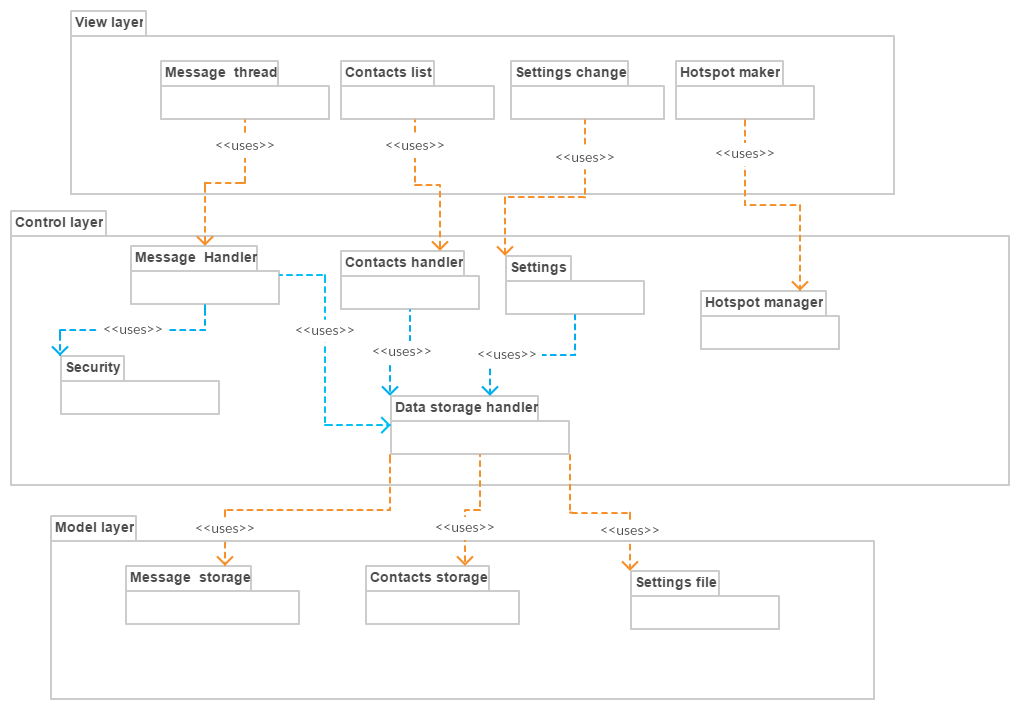 View layer
Message  thread
Contacts list
Settings change
Hotspot maker
<<uses>>
<<uses>>
<<uses>>
<<uses>>
Control layer
Message  Handler
Contacts handler
Settings
Hotspot manager
<<uses>>
<<uses>>
<<uses>>
<<uses>>
Security
Data storage handler
Model layer
<<uses>>
<<uses>>
<<uses>>
Message  storage
Contacts storage
Settings file